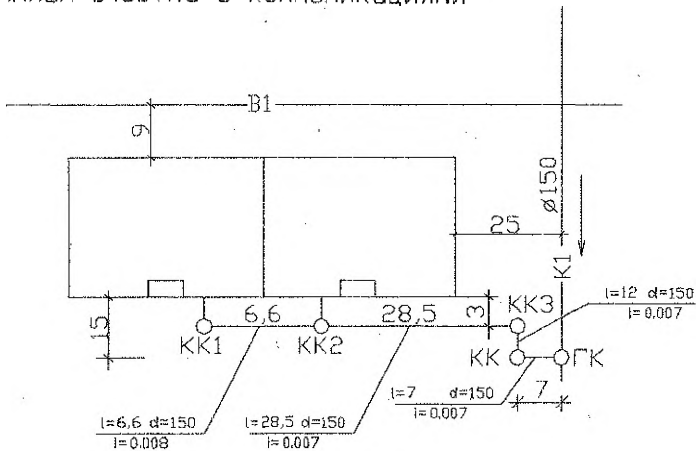 В1
9
ø150
25
К1
l=12 d=150
i=0.007
КК3
3
6,6
28,5
15
КК1
КК2
КК
ГК
7
l=7 d=150
i=0,007
l=6,6 d=150
i=0.008
l=28,5 d=150
i=0.007